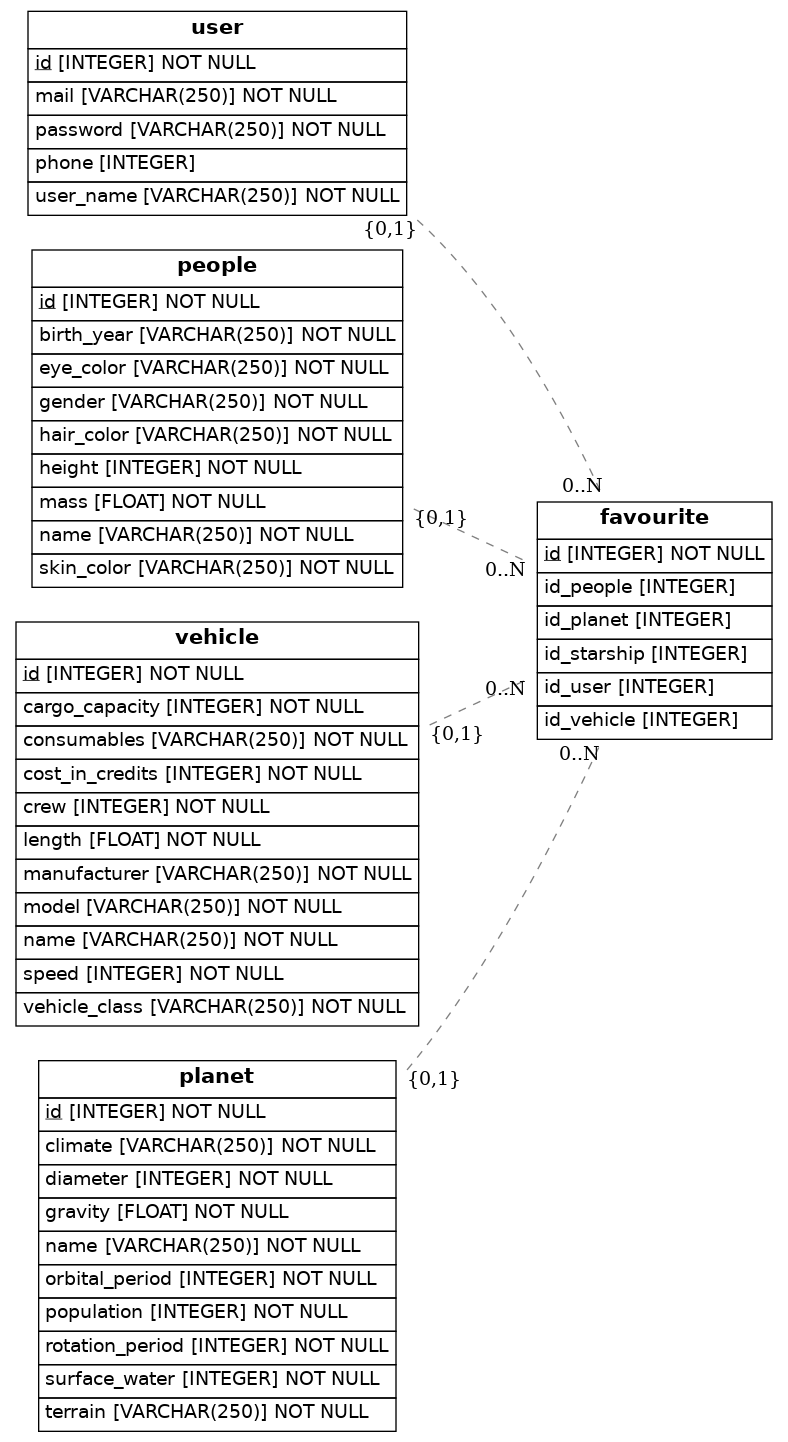 user
id [INTEGER] NOT NULL
mail [VARCHAR(250)] NOT NULL
password [VARCHAR(250)] NOT NULL
phone [INTEGER]
user_name [VARCHAR(250)] NOT NULL
{0,1}
people
id [INTEGER] NOT NULL
birth_year [VARCHAR(250)] NOT NULL
eye_color [VARCHAR(250)] NOT NULL
gender [VARCHAR(250)] NOT NULL
hair_color [VARCHAR(250)] NOT NULL
height [INTEGER] NOT NULL
mass [FLOAT] NOT NULL
name [VARCHAR(250)] NOT NULL
skin_color [VARCHAR(250)] NOT NULL
{0,1}
0..N
0..N
favourite
id [INTEGER] NOT NULL
id_people [INTEGER]
id_planet [INTEGER]
id_starship [INTEGER]
id_user [INTEGER]
id_vehicle [INTEGER]
0..N
0..N
vehicle
id [INTEGER] NOT NULL
cargo_capacity [INTEGER] NOT NULL
consumables [VARCHAR(250)] NOT NULL
cost_in_credits [INTEGER] NOT NULL
crew [INTEGER] NOT NULL
length [FLOAT] NOT NULL
manufacturer [VARCHAR(250)] NOT NULL
model [VARCHAR(250)] NOT NULL
name [VARCHAR(250)] NOT NULL
speed [INTEGER] NOT NULL
vehicle_class [VARCHAR(250)] NOT NULL
{0,1}
planet
id [INTEGER] NOT NULL
climate [VARCHAR(250)] NOT NULL
diameter [INTEGER] NOT NULL
gravity [FLOAT] NOT NULL
name [VARCHAR(250)] NOT NULL
orbital_period [INTEGER] NOT NULL
population [INTEGER] NOT NULL
rotation_period [INTEGER] NOT NULL
surface_water [INTEGER] NOT NULL
terrain [VARCHAR(250)] NOT NULL
{0,1}